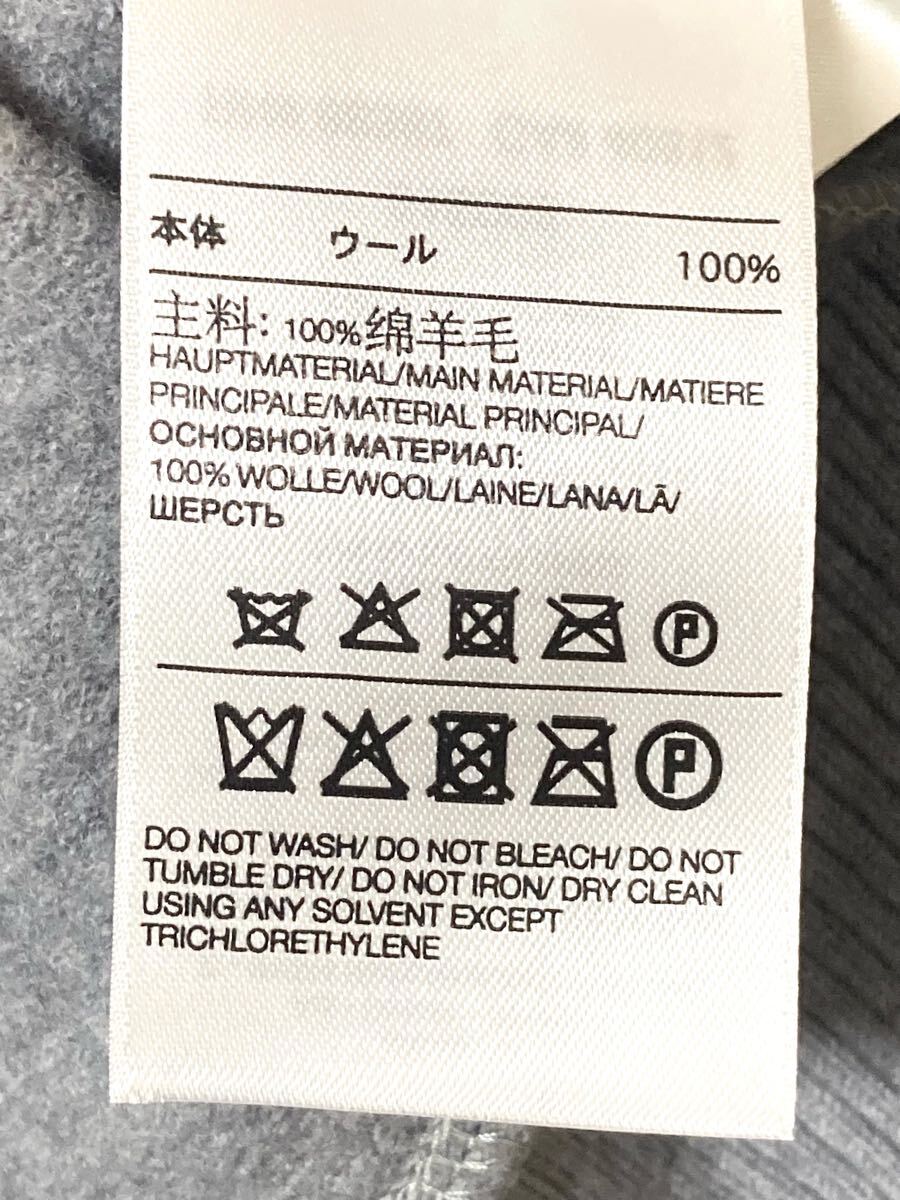 本体 ウール 100%
主料: 100%绵羊毛
HAUPTMATERIAL/MAIN MATERIAL/MATIERE
PRINCIPALE/MATERIAL PRINCIPAL/
ОСНОВНОЙ МАТЕРИАЛ:
100% WOLLE/WOOL/LAINE/LANA/LÃ/
ШЕРСТЬ
P
P
DO NOT WASH/ DO NOT BLEACH/ DO NOT
TUMBLE DRY/ DO NOT IRON/ DRY CLEAN
USING ANY SOLVENT EXCEPT
TRICHLORETHYLENE